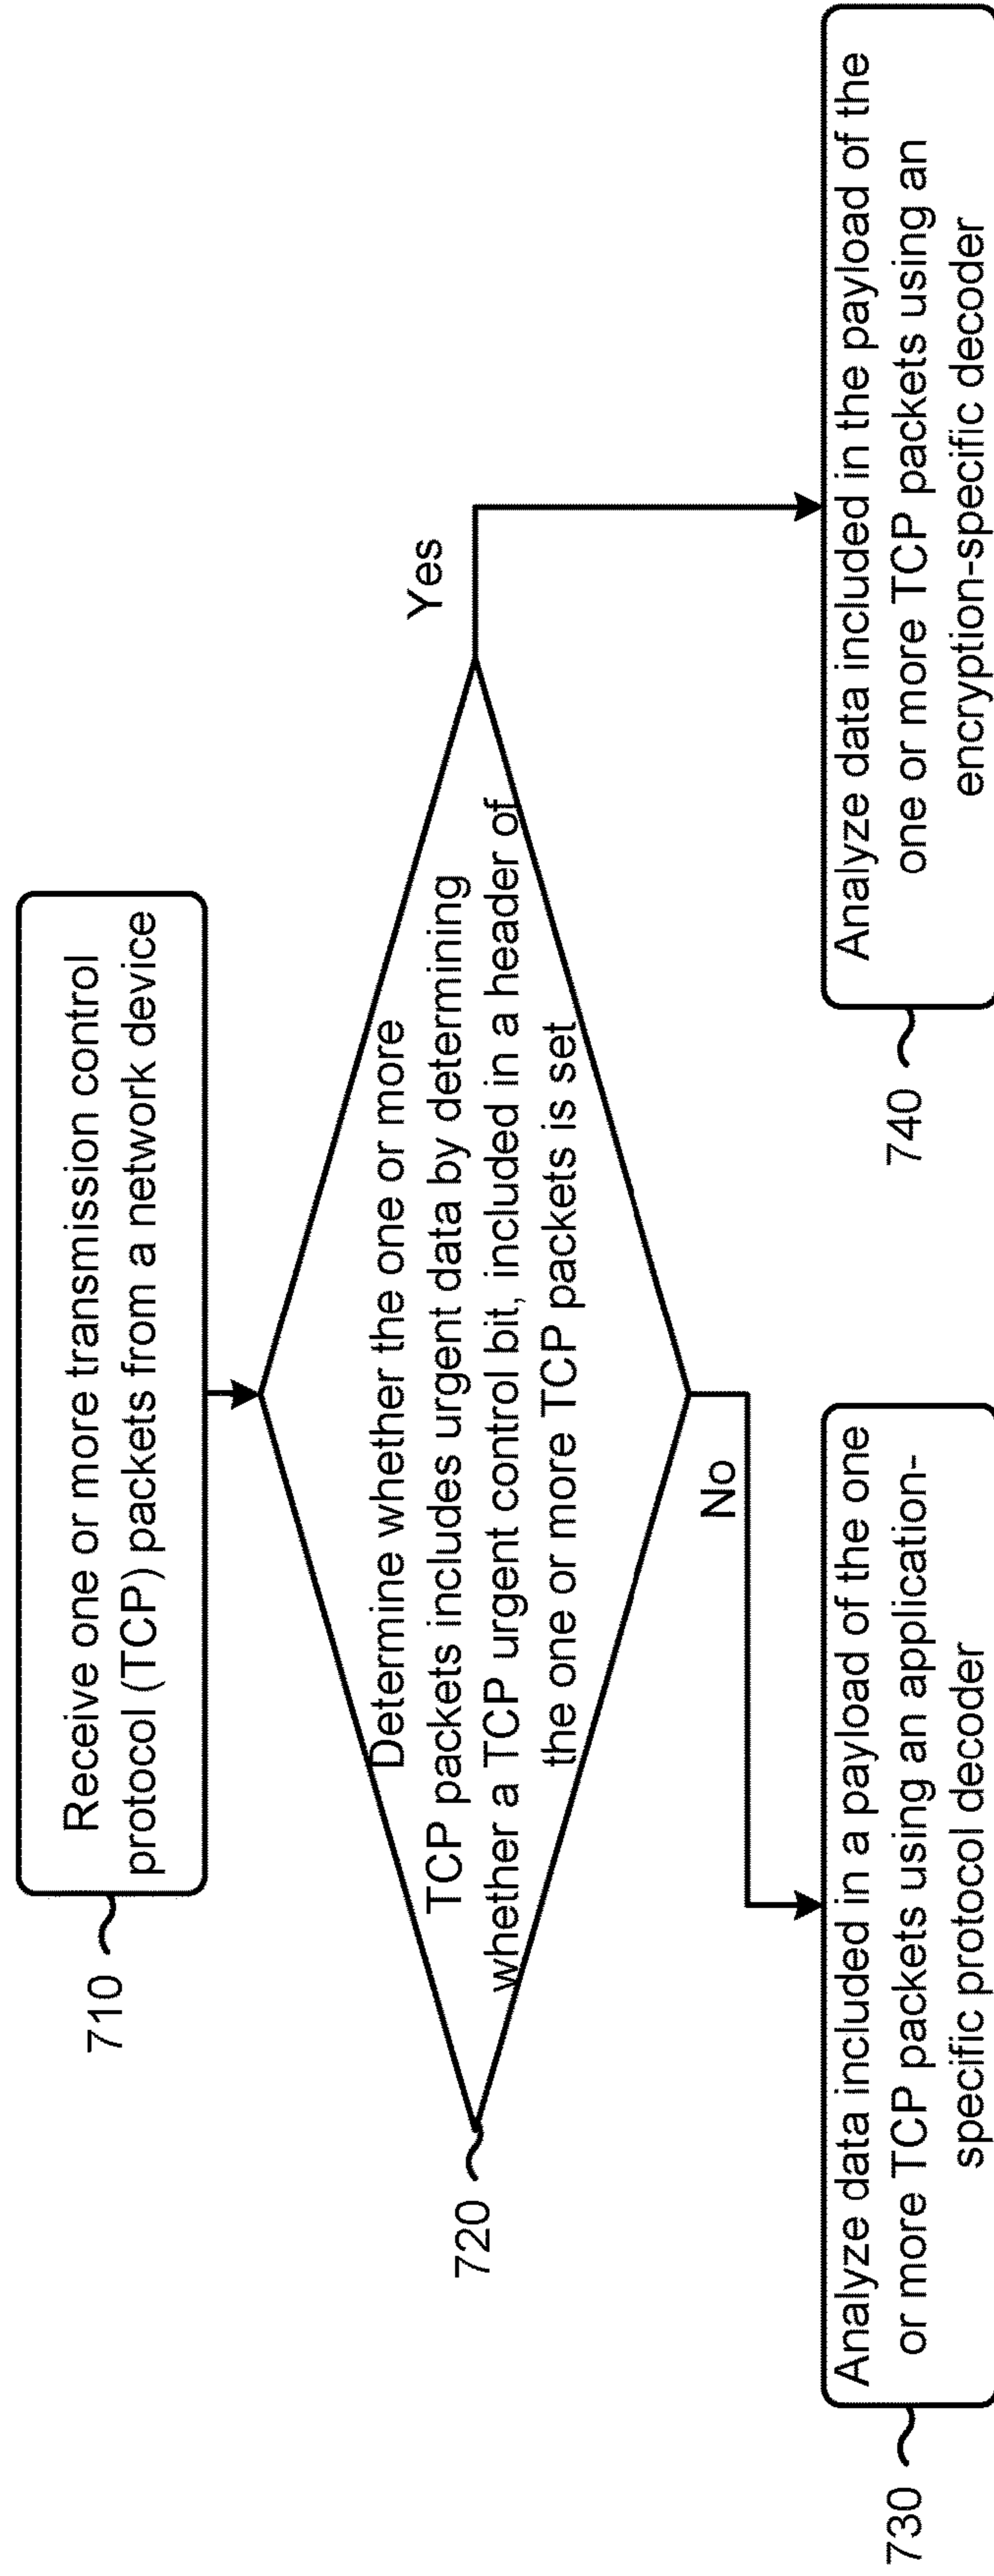 710
Receive one or more transmission control
protocol (TCP) packets from a network device
720
Determine whether the one or more
TCP packets includes urgent data by determining
whether a TCP urgent control bit, included in a header of
the one or more TCP packets is set
Yes
No
730
Analyze data included in a payload of the one
or more TCP packets using an application-
specific protocol decoder
740
Analyze data included in the payload of the
one or more TCP packets using an
encryption-specific decoder